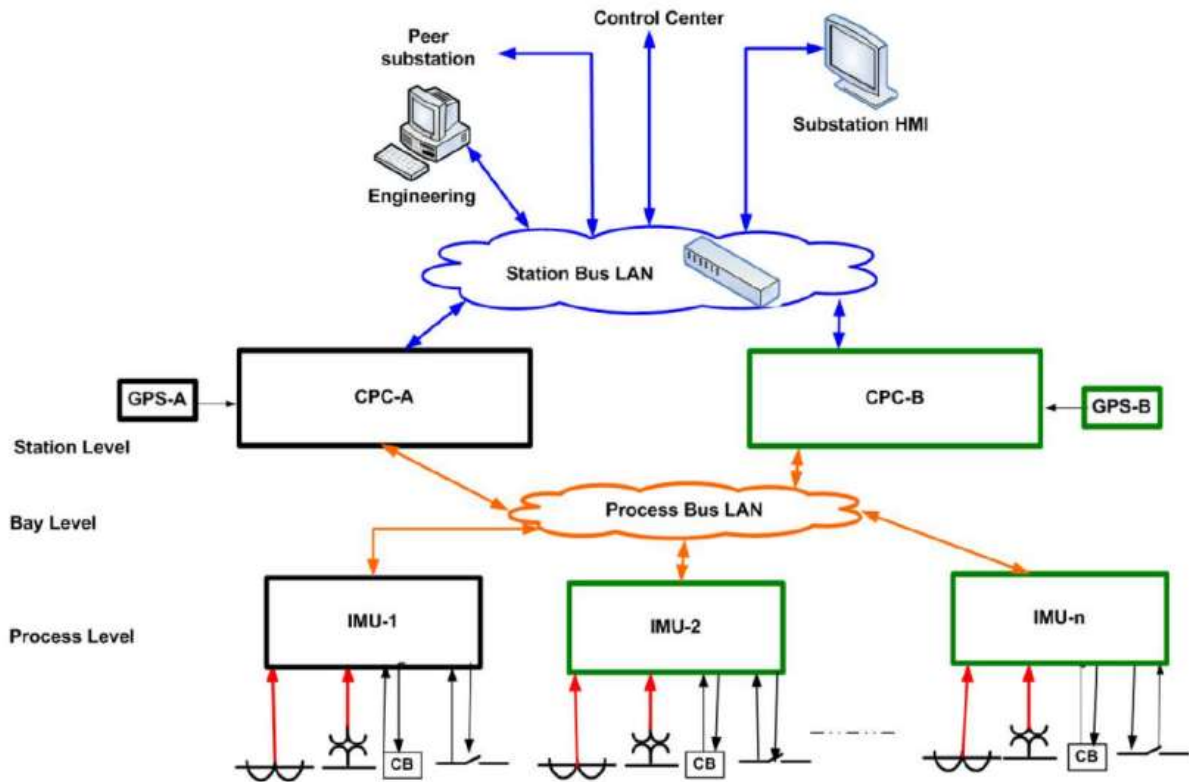 Control Center
Peer
substation
Substation HMI
Engineering
Station Bus LAN
CPC-A
CPC-B
GPS-A
GPS-B
Station Level
Process Bus LAN
Bay Level
IMU-1
IMU-2
IMU-n
Process Level
CB
CB
CB